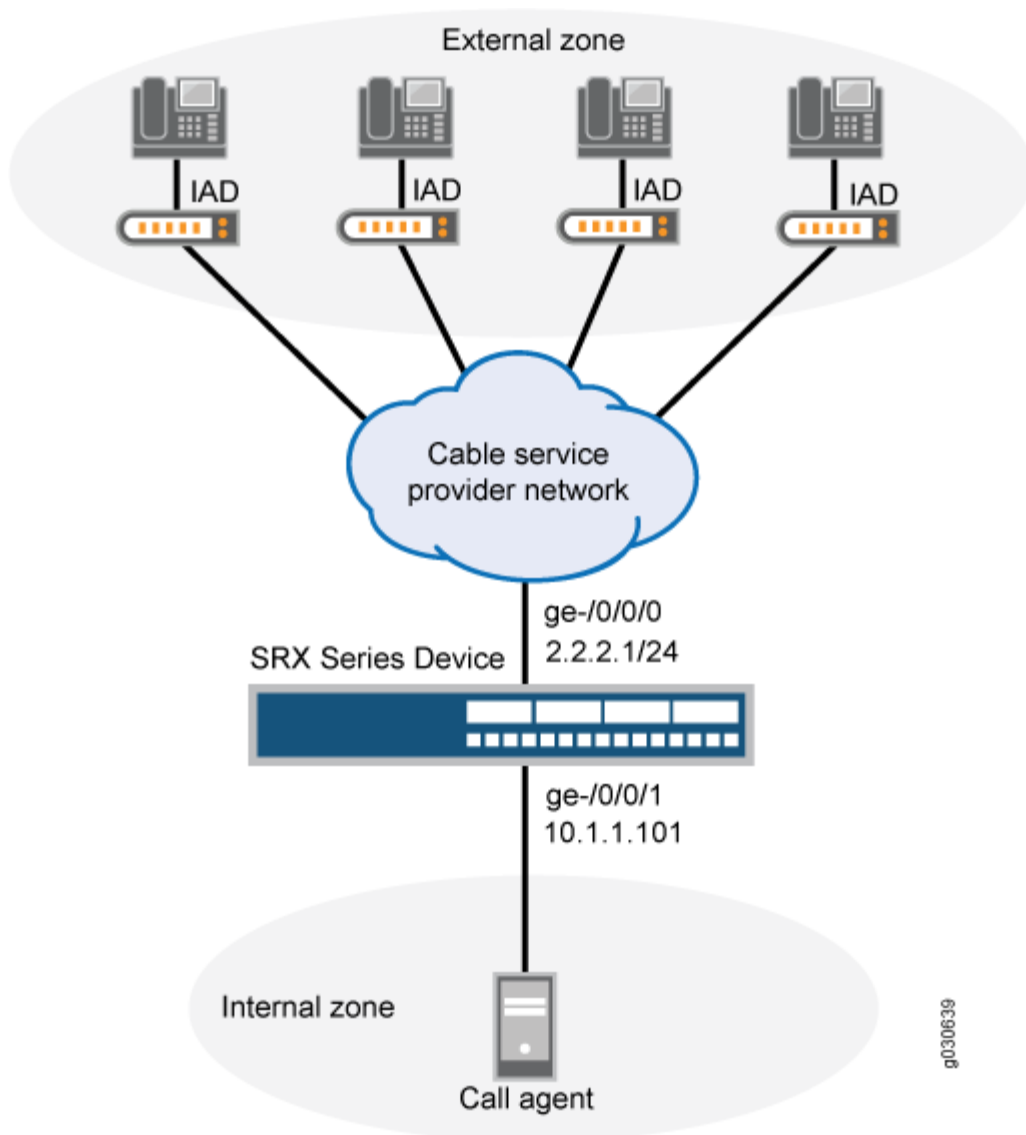 External zone
IAD
IAD
IAD
IAD
Cable service
provider network
ge-/0/0/0
2.2.2.1/24
SRX Series Device
ge-/0/0/1
10.1.1.101
Internal zone
Call agent
g030639